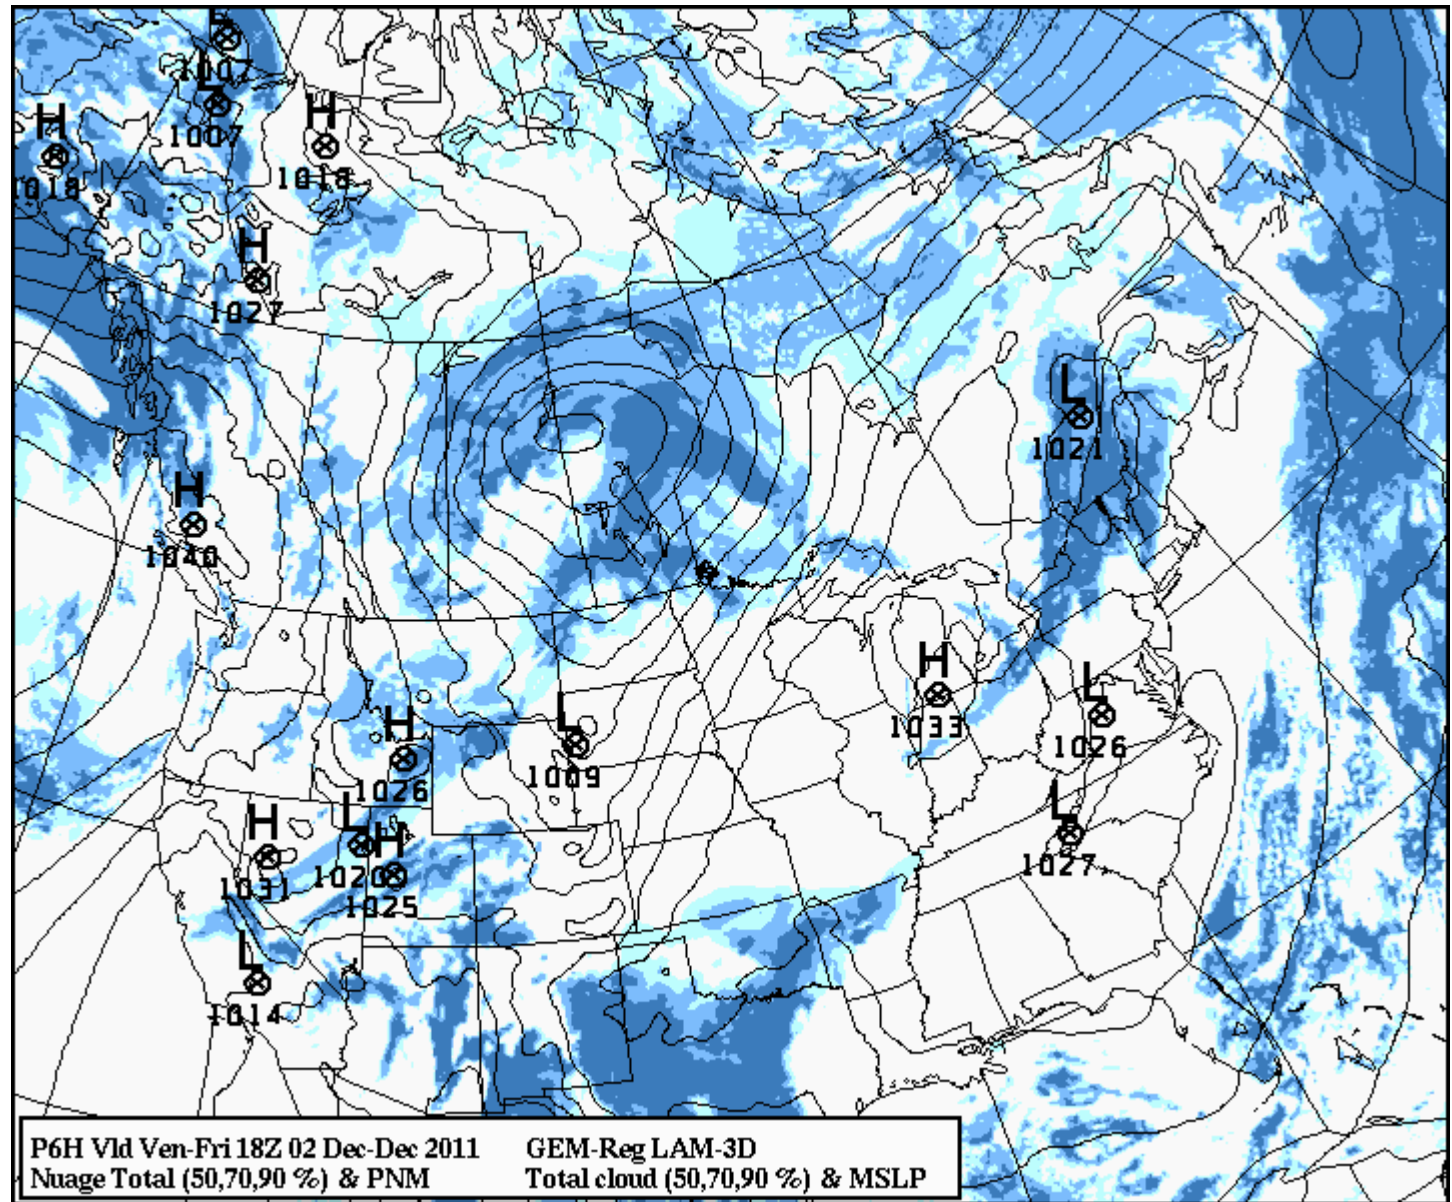 L
1007
L
1007
H
1018
H
1018
H
1027
L
1021
H
1040
H
1033
L
1026
H
1026
L
1009
H
1031
L
1020
H
1025
L
1027
L
1014
P6H Vld Ven-Fri 18Z 02 Dec-Dec 2011 GEM-Reg LAM-3D
Nuage Total (50,70,90 %) & PNM Total cloud (50,70,90 %) & MSLP